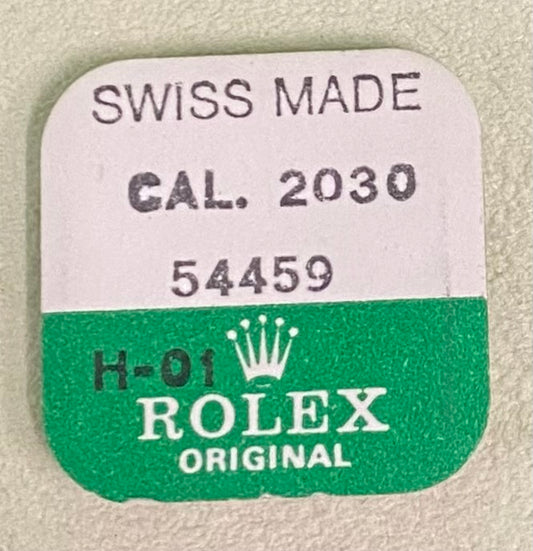 SWISS MADE
CAL. 2030
54459
H-01
ROLEX
ORIGINAL